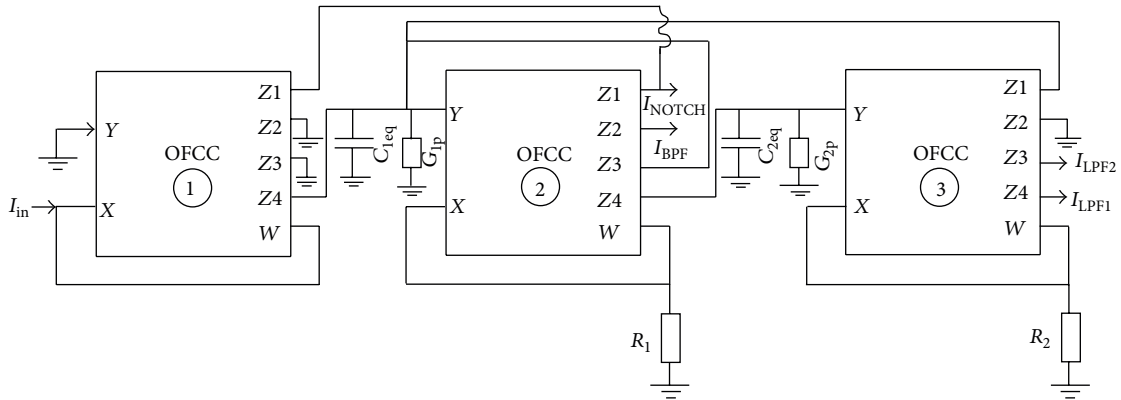 Z1
Z2
Z3
Z4
W
Y
X
OFCC
1
I_in
C_1eq
G_1p
Z1
Z2
Z3
Z4
W
Y
X
OFCC
2
I_NOTCH
I_BPF
R_1
C_2eq
G_2p
Z1
Z2
Z3
Z4
W
Y
X
OFCC
3
I_LPF2
I_LPF1
R_2